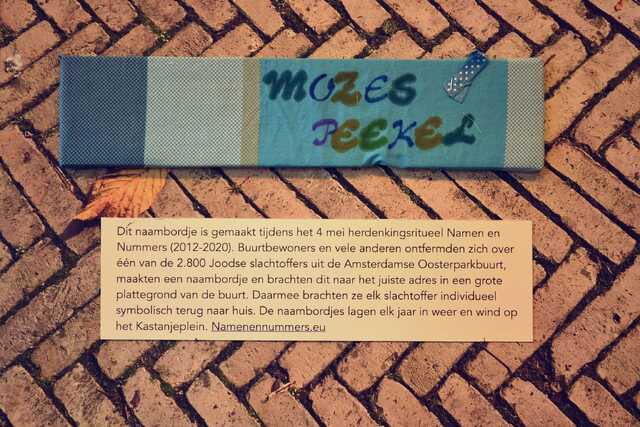 MOZES
PEEKEL
Dit naambordje is gemaakt tijdens het 4 mei herdenkingsritueel Namen en
Nummers (2012-2020). Buurtbewoners en vele anderen ontfermden zich over
één van de 2.800 Joodse slachtoffers uit de Amsterdamse Oosterparkbuurt,
maakten een naambordje en brachten dit naar het juiste adres in een grote
plattegrond van de buurt. Daarmee brachten ze elk slachtoffer individueel
symbolisch terug naar huis. De naambordjes lagen elk jaar in weer en wind op
het Kastanjeplein. Namenennummers.eu